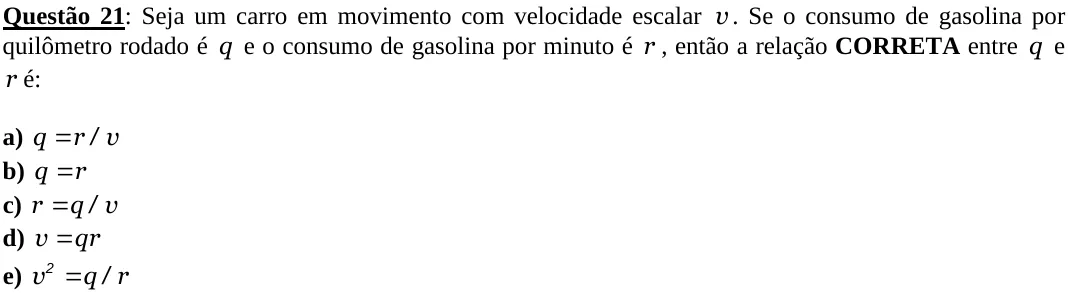 Questão 21: Seja um carro em movimento com velocidade escalar v. Se o consumo de gasolina por
quilômetro rodado é q e o consumo de gasolina por minuto é r, então a relação CORRETA entre q e
r é:
a) q =r / v
b) q =r
c) r =q / v
d) v =qr
e) v² =q / r